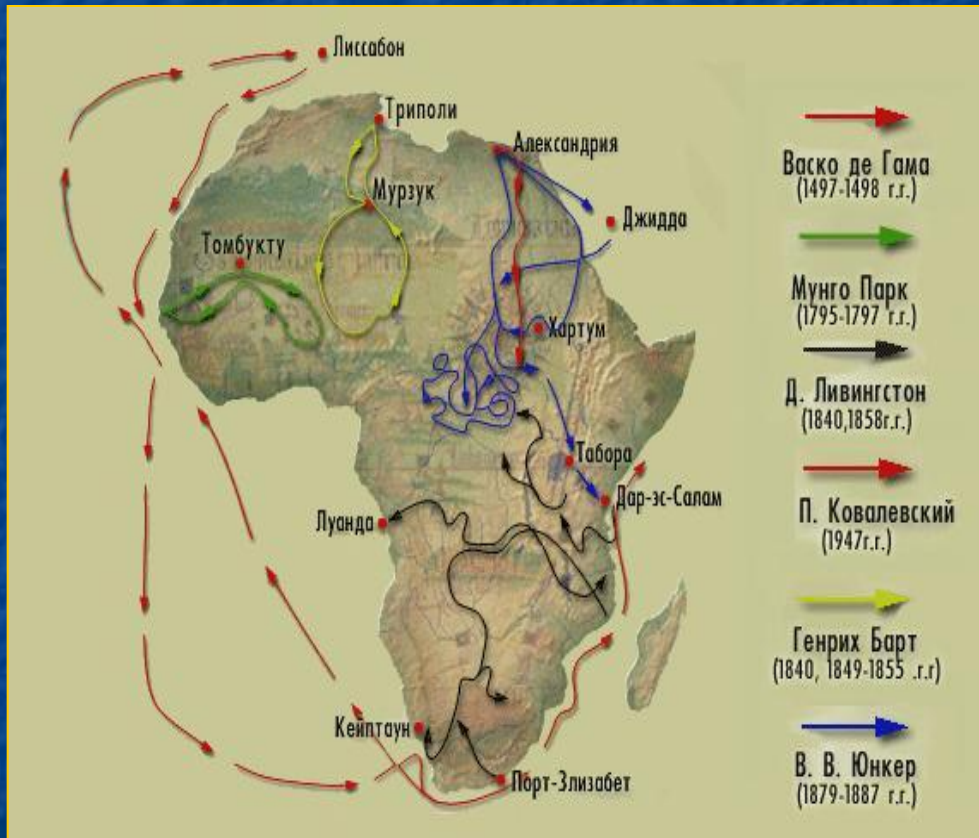 Лиссабон
Триполи
Александрия
Мурзук
Джидда
Томбукту
Хартум
Табора
Дар-эс-Салам
Луанда
Кейптаун
Порт-Элизабет
Васко де Гама
(1497-1498 г.г.)
Мунго Парк
(1795-1797 г.г.)
Д. Ливингстон
(1840,1858г.г.)
П. Ковалевский
(1947г.г.)
Генрих Барт
(1840, 1849-1855 .г.г)
В. В. Юнкер
(1879-1887 г.г.)